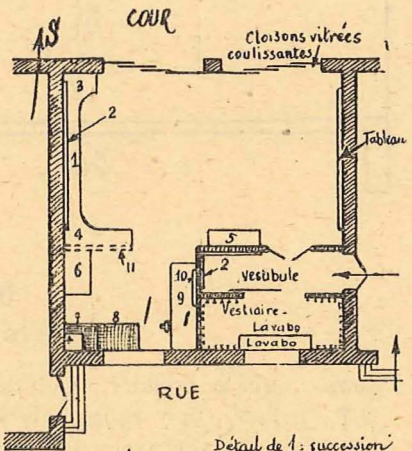 COUR
S
Cloisons vitrées
coulissantes
3
2
1
Tableau
4
5
11
6
2
10
vestibule
9
Vestiaire-
Lavabo
8
Lavabo
RUE
Détail de 1: succession